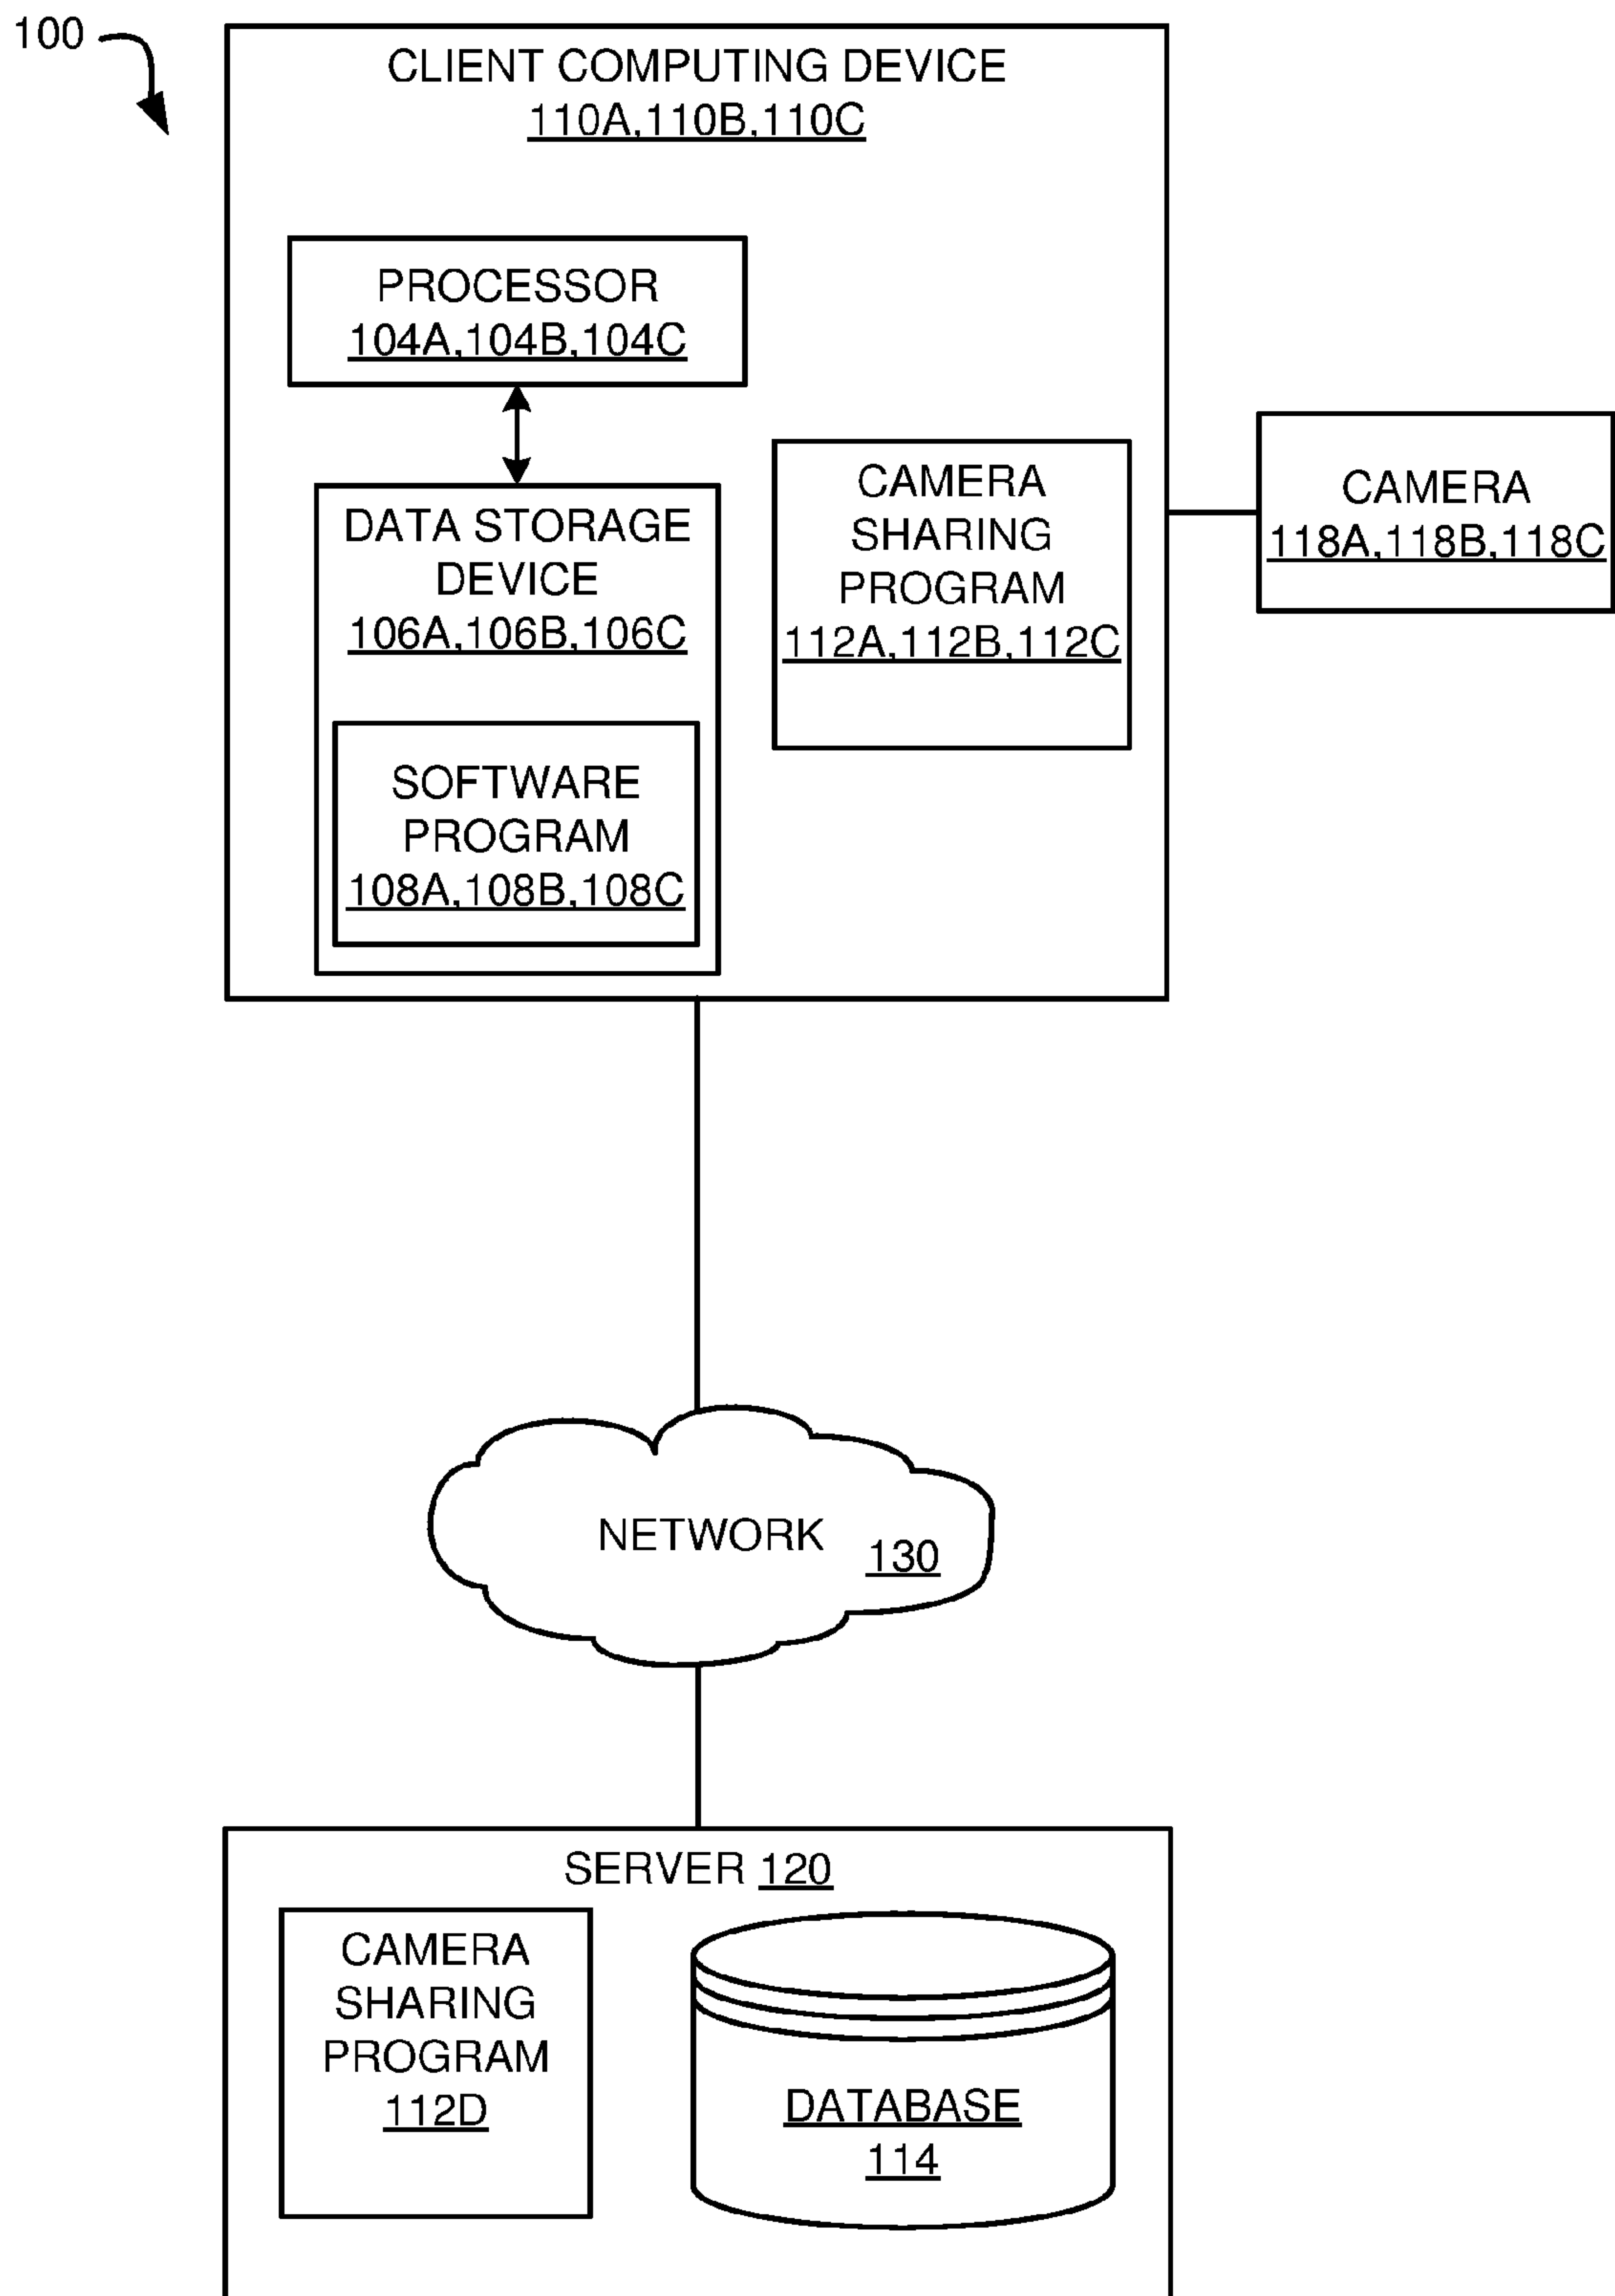 100
CLIENT COMPUTING DEVICE
110A,110B,110C
PROCESSOR
104A,104B,104C
DATA STORAGE
DEVICE
106A,106B,106C
SOFTWARE
PROGRAM
108A,108B,108C
CAMERA
SHARING
PROGRAM
112A,112B,112C
CAMERA
118A,118B,118C
NETWORK 130
SERVER 120
CAMERA
SHARING
PROGRAM
112D
DATABASE
114